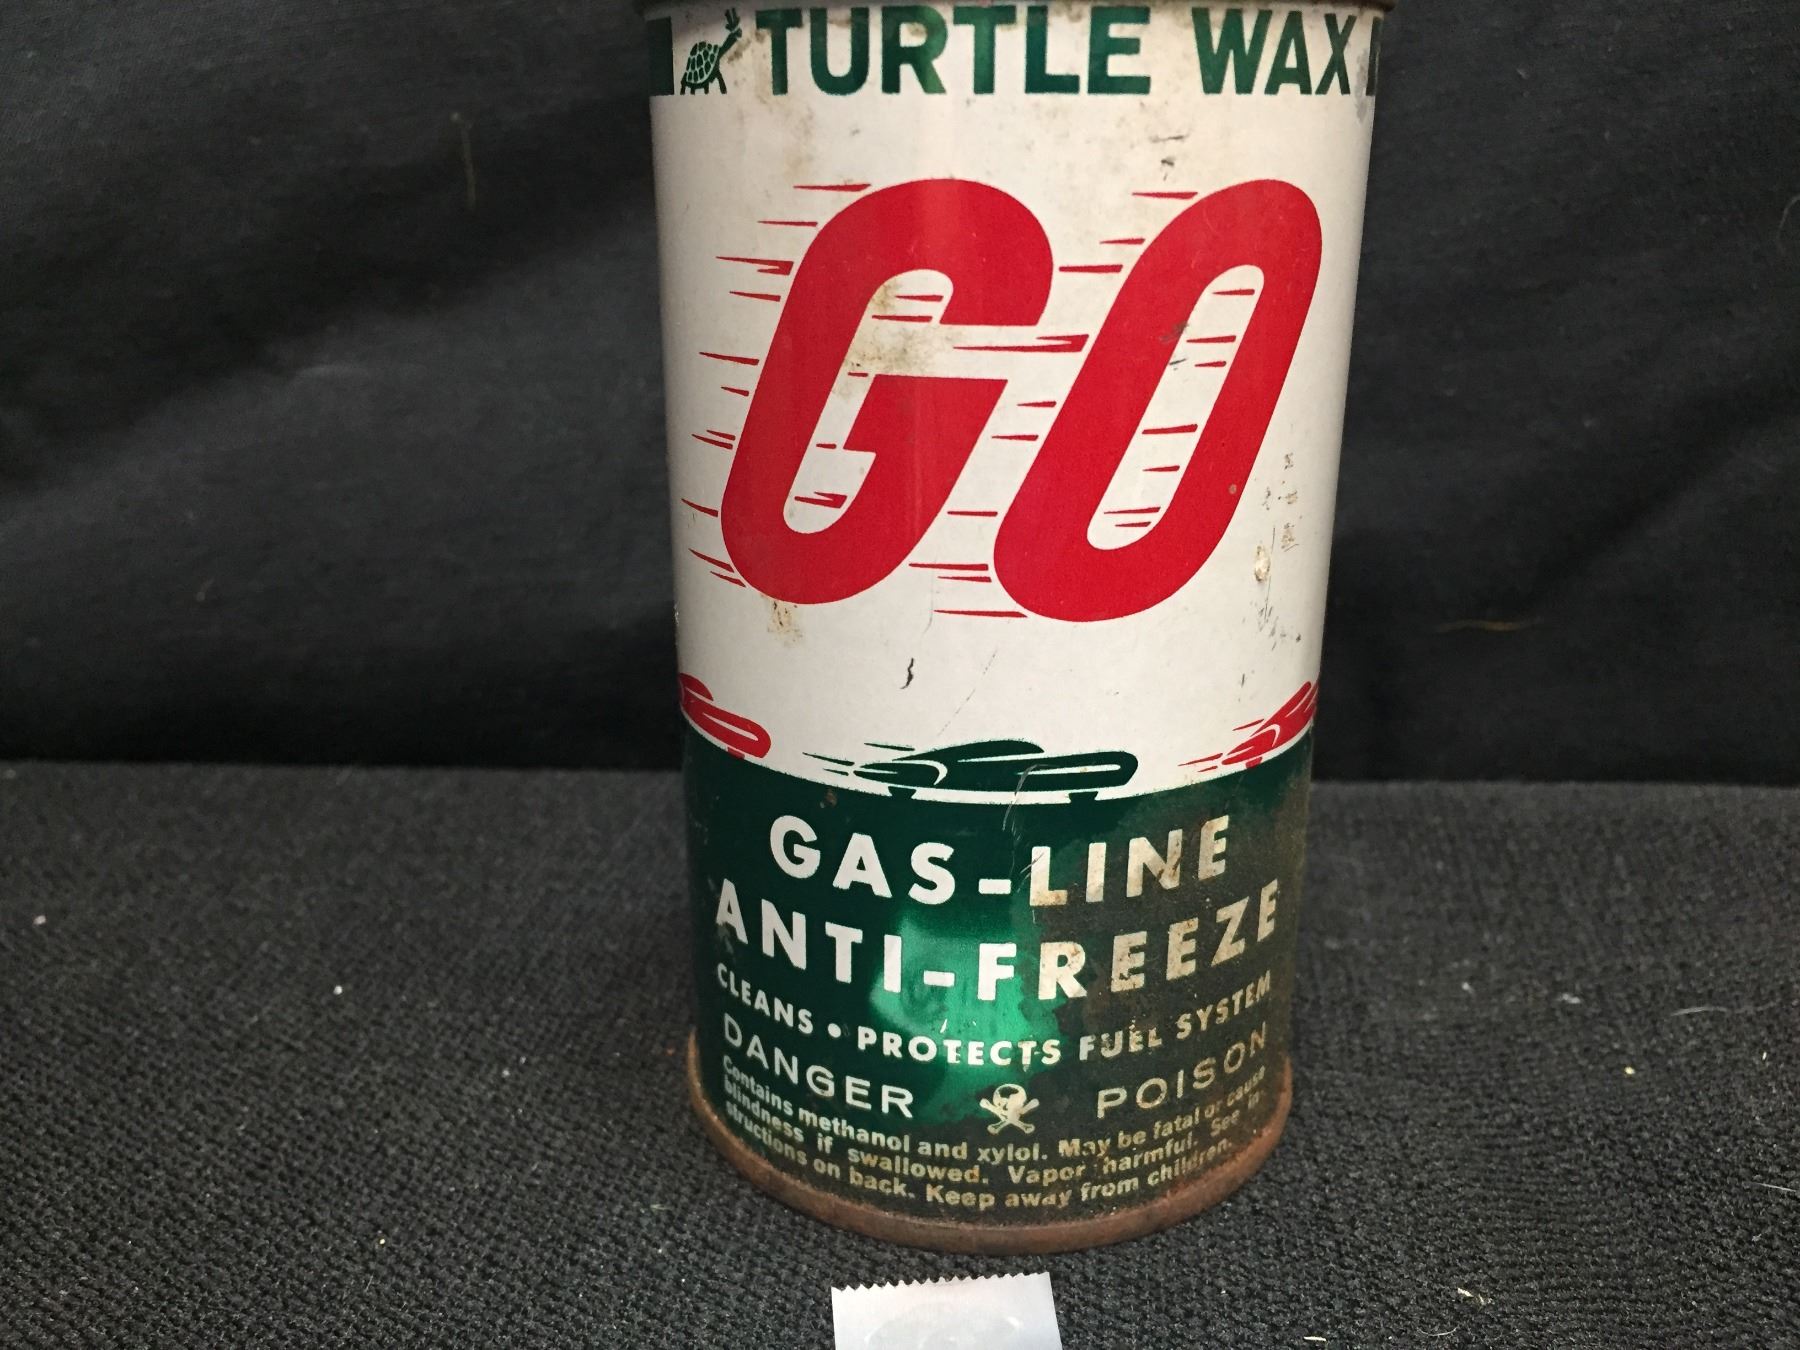 TURTLE WAX
GO
GAS-LINE
ANTI-FREEZE
CLEANS • PROTECTS FUEL SYSTEM
DANGER POISON
Contains methanol and xylol. May be fatal or cause
blindness if swallowed. Vapor harmful. See in-
structions on back. Keep away from children.